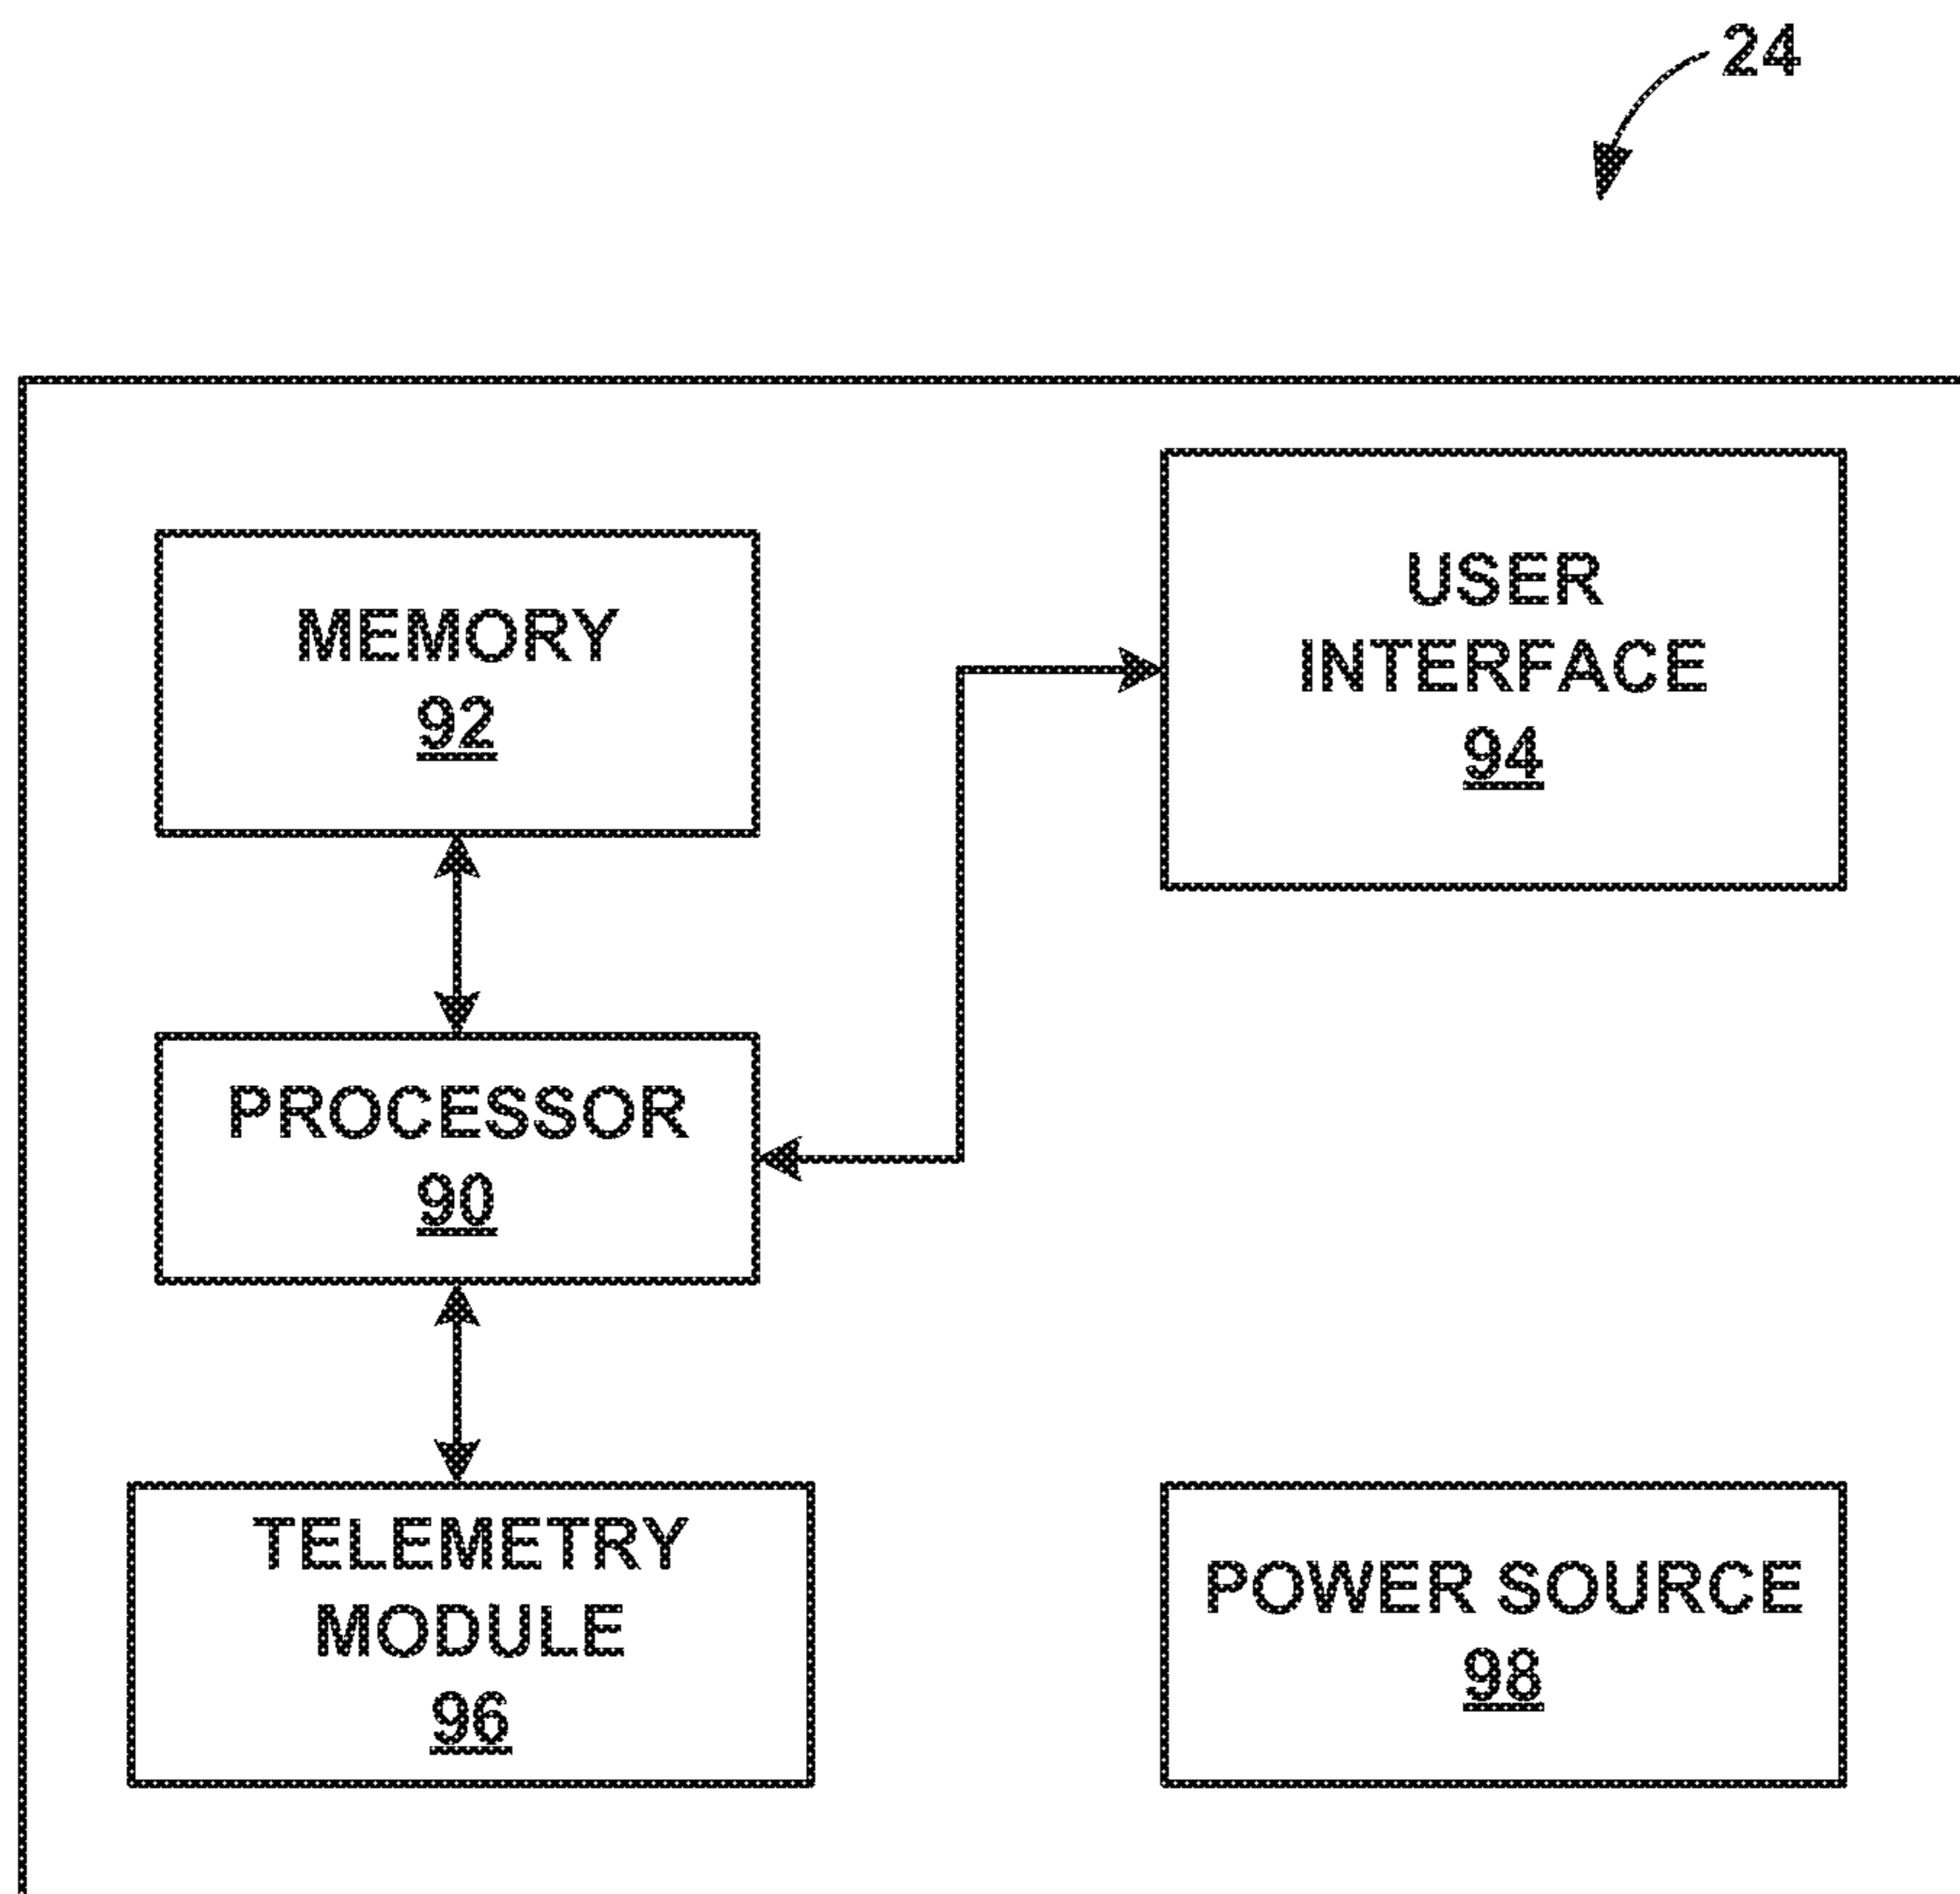 24
MEMORY
92
USER
INTERFACE
94
PROCESSOR
90
TELEMETRY
MODULE
96
POWER SOURCE
98